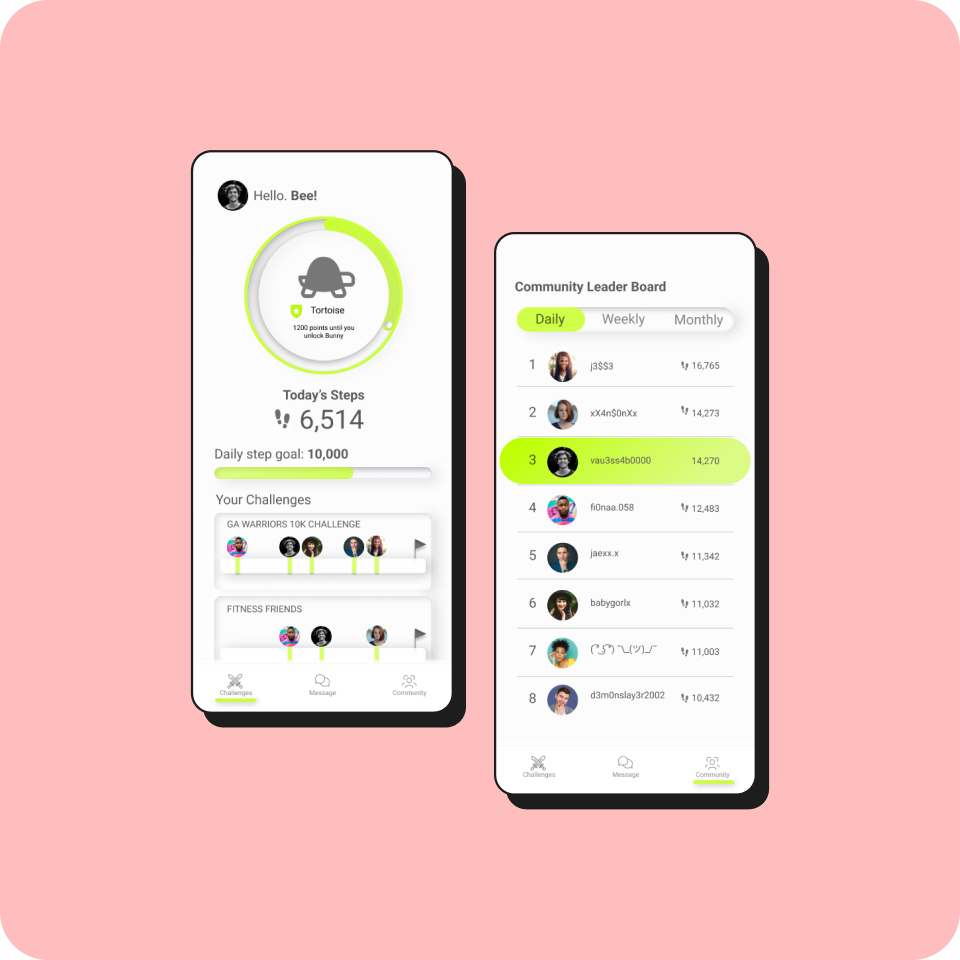 Hello. Bee!
Tortoise
1200 points until you
unlock Bunny
Today's Steps
6,514
Daily step goal: 10,000
Your Challenges
GA WARRIORS 10K CHALLENGE
FITNESS FRIENDS
Challenges Message Community
Community Leader Board
Daily Weekly Monthly
1 j3$$3 16,765
2 xX4n$0nXx 14,273
3 vau3ss4b0000 14,270
4 fi0naa.058 12,483
5 jaexx.x 11,342
6 babygorlx 11,032
7 ¯\_(ツ)_/¯ 11,003
8 d3m0nslay3r2002 10,432
Challenges Message Community